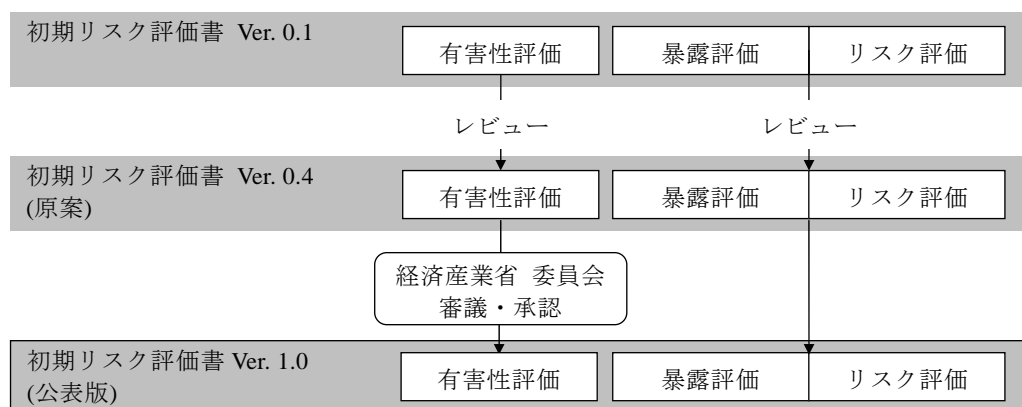 初期リスク評価書 Ver. 0.1
有害性評価
暴露評価
リスク評価
レビュー
レビュー
初期リスク評価書 Ver. 0.4
(原案)
有害性評価
暴露評価
リスク評価
経済産業省 委員会
審議・承認
初期リスク評価書 Ver. 1.0
(公表版)
有害性評価
暴露評価
リスク評価